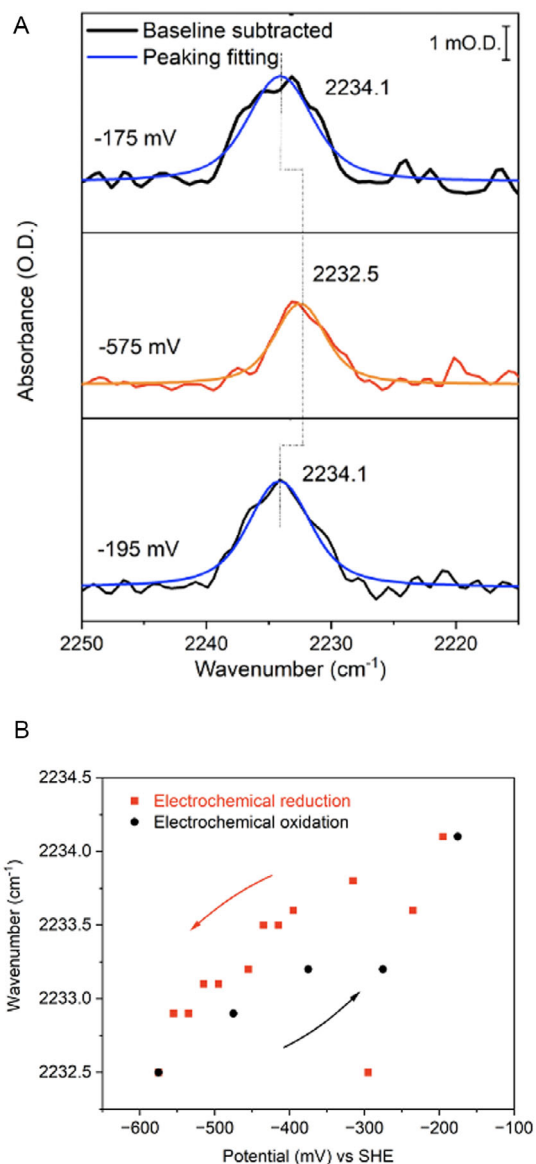 A
Baseline subtracted
Peaking fitting
1 mO.D.
2234.1
-175 mV
2232.5
-575 mV
2234.1
-195 mV
Absorbance (O.D.)
2250 2240 2230 2220
Wavenumber (cm⁻¹)
B
2234.5
2234.0
2233.5
2233.0
2232.5
Electrochemical reduction
Electrochemical oxidation
Wavenumber (cm⁻¹)
−600 −500 −400 −300 −200 −100
Potential (mV) vs SHE